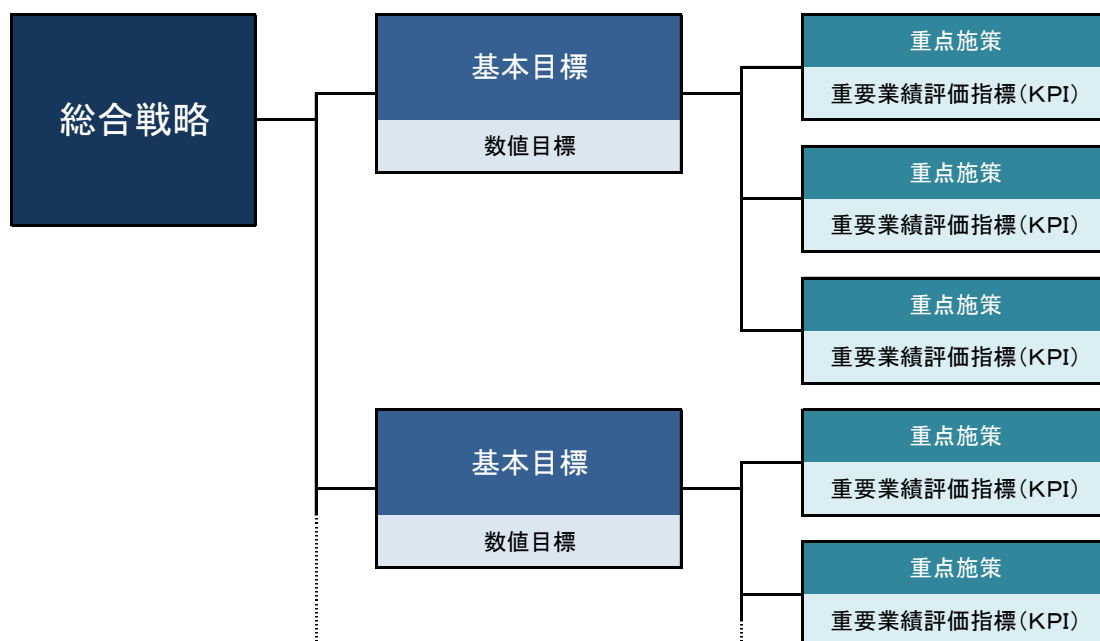 総合戦略
基本目標
数値目標
重点施策
重要業績評価指標（ＫＰＩ）
重点施策
重要業績評価指標（ＫＰＩ）
重点施策
重要業績評価指標（ＫＰＩ）
基本目標
数値目標
重点施策
重要業績評価指標（ＫＰＩ）
重点施策
重要業績評価指標（ＫＰＩ）